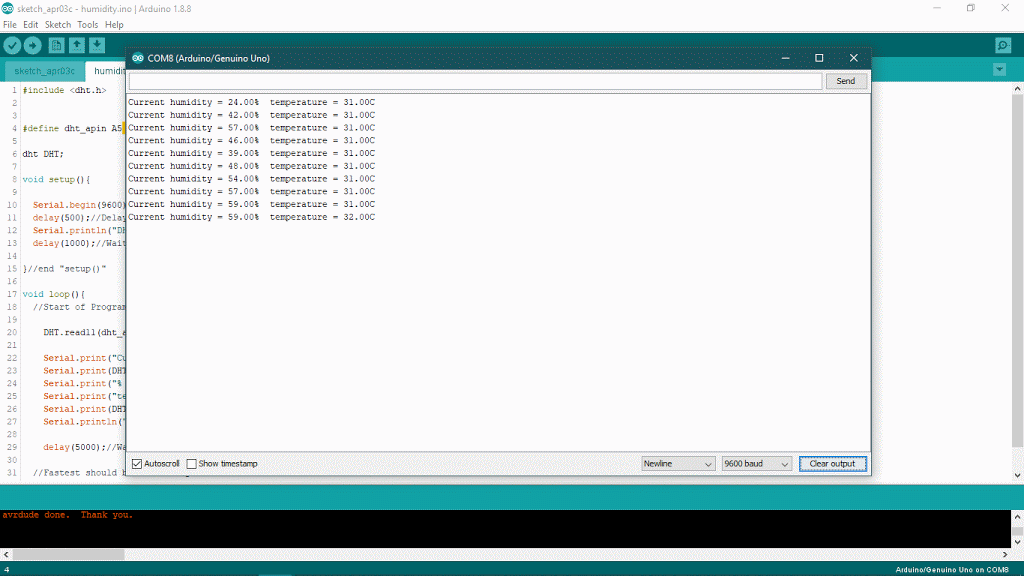 sketch_apr03c - humidity.ino | Arduino 1.8.8
File Edit Sketch Tools Help
sketch_apr03c
humidit
COM8 (Arduino/Genuino Uno)
Send
Current humidity = 24.00%  temperature = 31.00C
Current humidity = 42.00%  temperature = 31.00C
Current humidity = 57.00%  temperature = 31.00C
Current humidity = 46.00%  temperature = 31.00C
Current humidity = 39.00%  temperature = 31.00C
Current humidity = 48.00%  temperature = 31.00C
Current humidity = 54.00%  temperature = 31.00C
Current humidity = 57.00%  temperature = 31.00C
Current humidity = 59.00%  temperature = 31.00C
Current humidity = 59.00%  temperature = 32.00C
Autoscroll Show timestamp Newline 9600 baud Clear output
1 #include <dht.h>
2
3
4 #define dht_apin A5
5
6 dht DHT;
7
8 void setup(){
9
10 Serial.begin(9600)
11 delay(500);//Delay
12 Serial.println("DH
13 delay(1000);//Wait
14
15 }//end "setup()"
16
17 void loop(){
18 //Start of Program
19
20 DHT.read11(dht_a
21
22 Serial.print("Cu
23 Serial.print(DHT
24 Serial.print("%
25 Serial.print("te
26 Serial.print(DHT
27 Serial.println("
28
29 delay(5000);//Wa
30
31 //Fastest should b
avrdude done.  Thank you.
4
Arduino/Genuino Uno on COM8